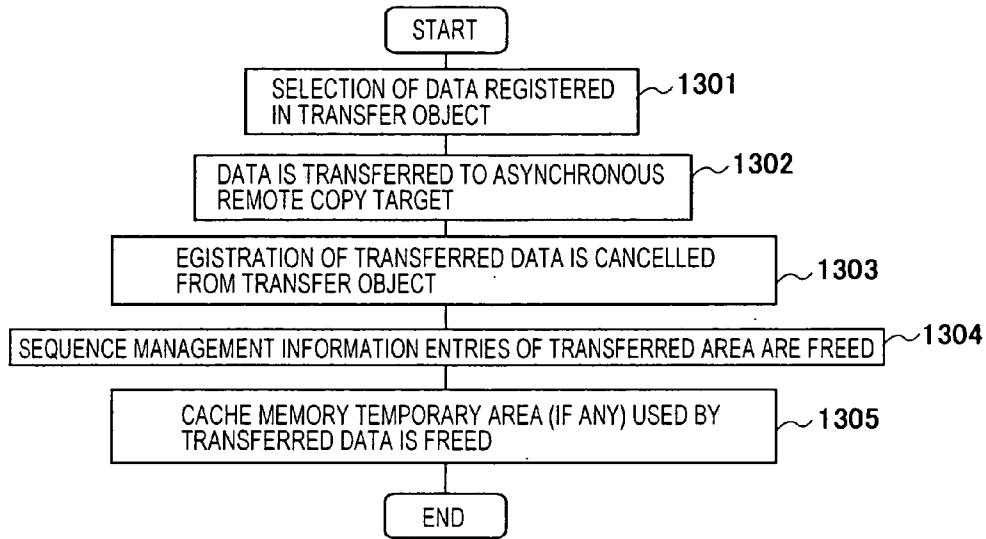 START
SELECTION OF DATA REGISTERED
IN TRANSFER OBJECT
1301
DATA IS TRANSFERRED TO ASYNCHRONOUS
REMOTE COPY TARGET
1302
EGISTRATION OF TRANSFERRED DATA IS CANCELLED
FROM TRANSFER OBJECT
1303
SEQUENCE MANAGEMENT INFORMATION ENTRIES OF TRANSFERRED AREA ARE FREED
1304
CACHE MEMORY TEMPORARY AREA (IF ANY) USED BY
TRANSFERRED DATA IS FREED
1305
END